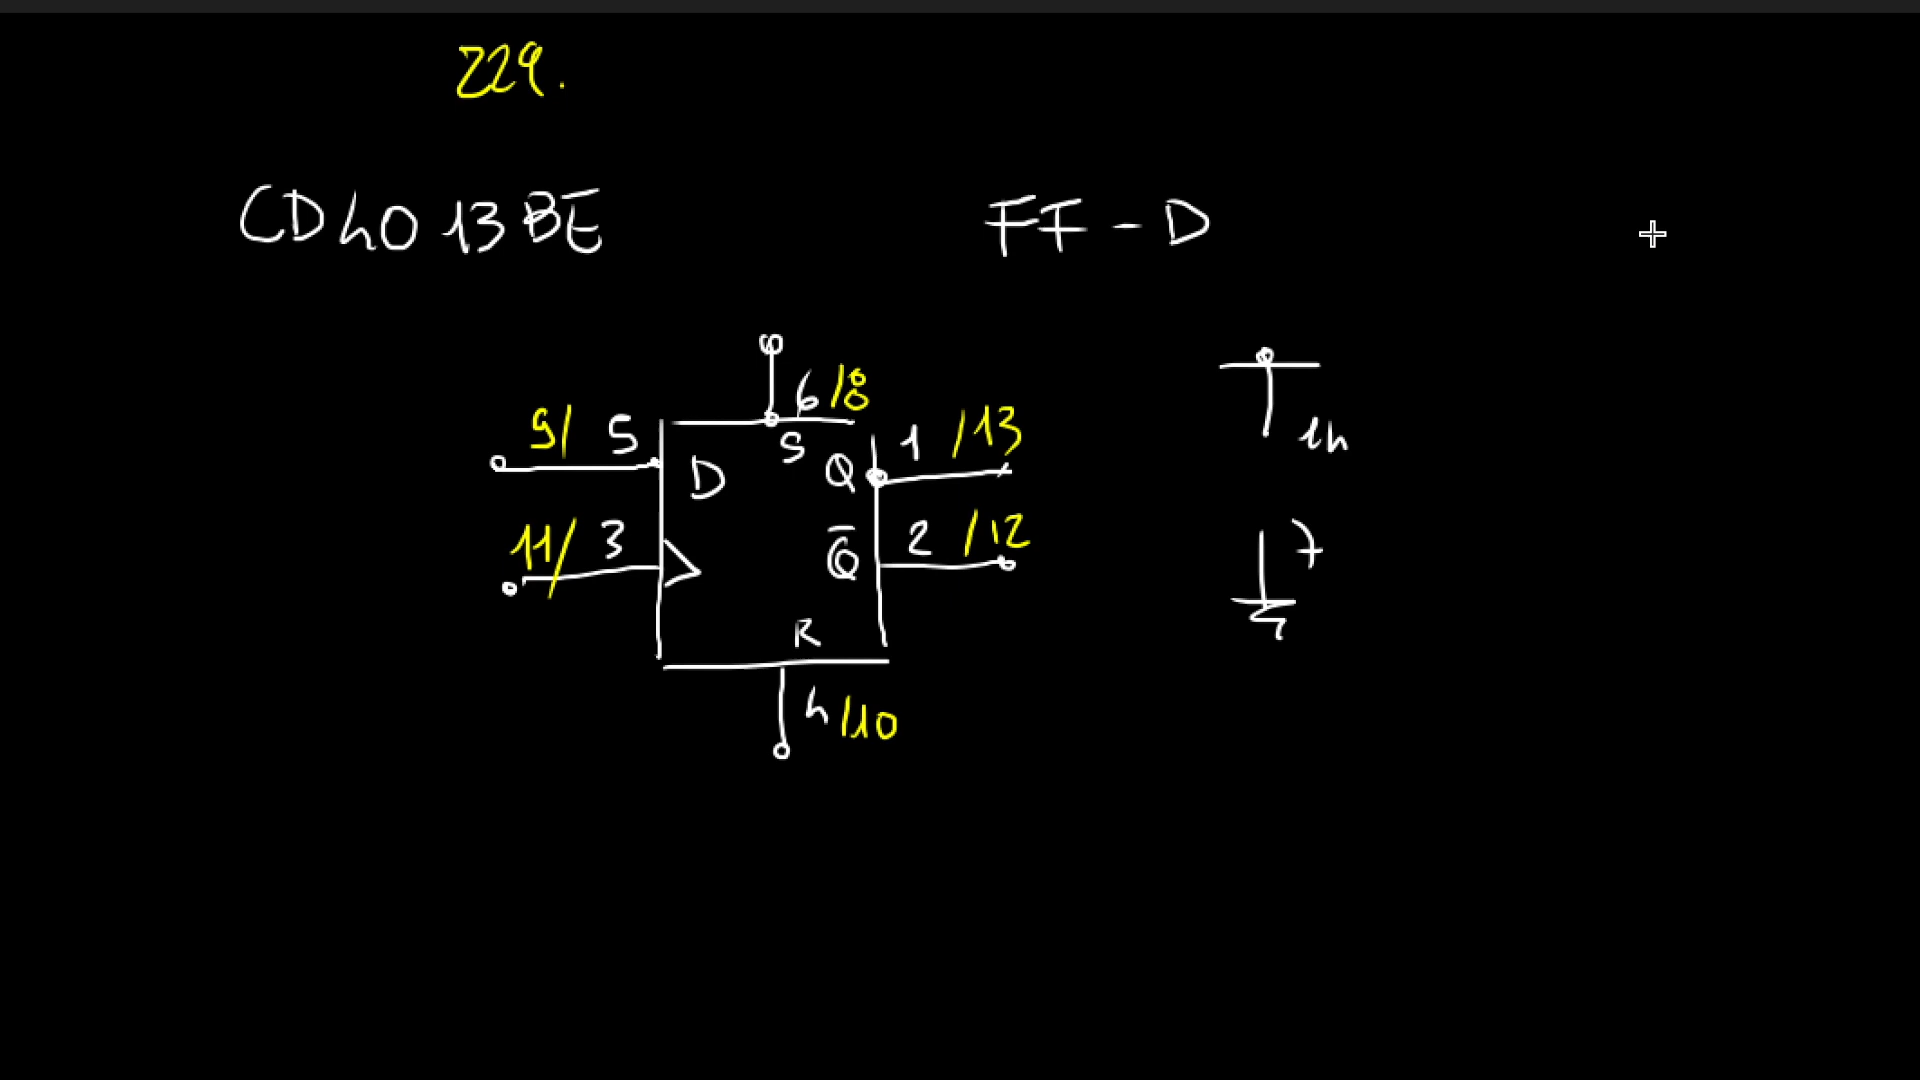 229.
CD4013BE FF-D
6/8
9/ 5 S 1/13
D Q
14
11/ 3 Q̅ 2/12
7
R
4/10